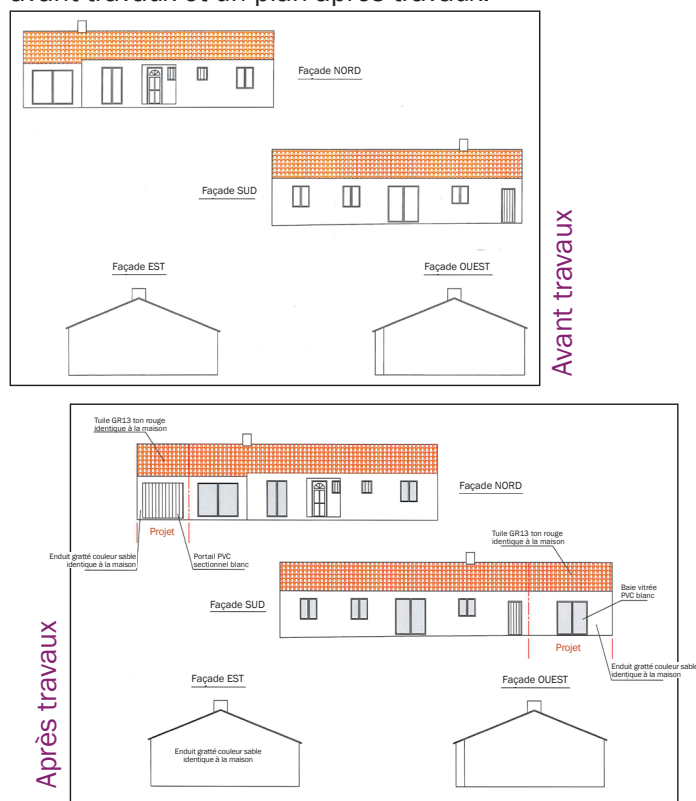 avant travaux et un plan après travaux.
Façade NORD
Façade SUD
Façade EST
Façade OUEST
Avant travaux
Tuile GR13 ton rouge
identique à la maison
Façade NORD
Projet
Enduit gratté couleur sable
identique à la maison
Portail PVC
sectionnel blanc
Tuile GR13 ton rouge
identique à la maison
Façade SUD
Baie vitrée
PVC blanc
Projet
Enduit gratté couleur sable
identique à la maison
Façade EST
Façade OUEST
Enduit gratté couleur sable
identique à la maison
Après travaux